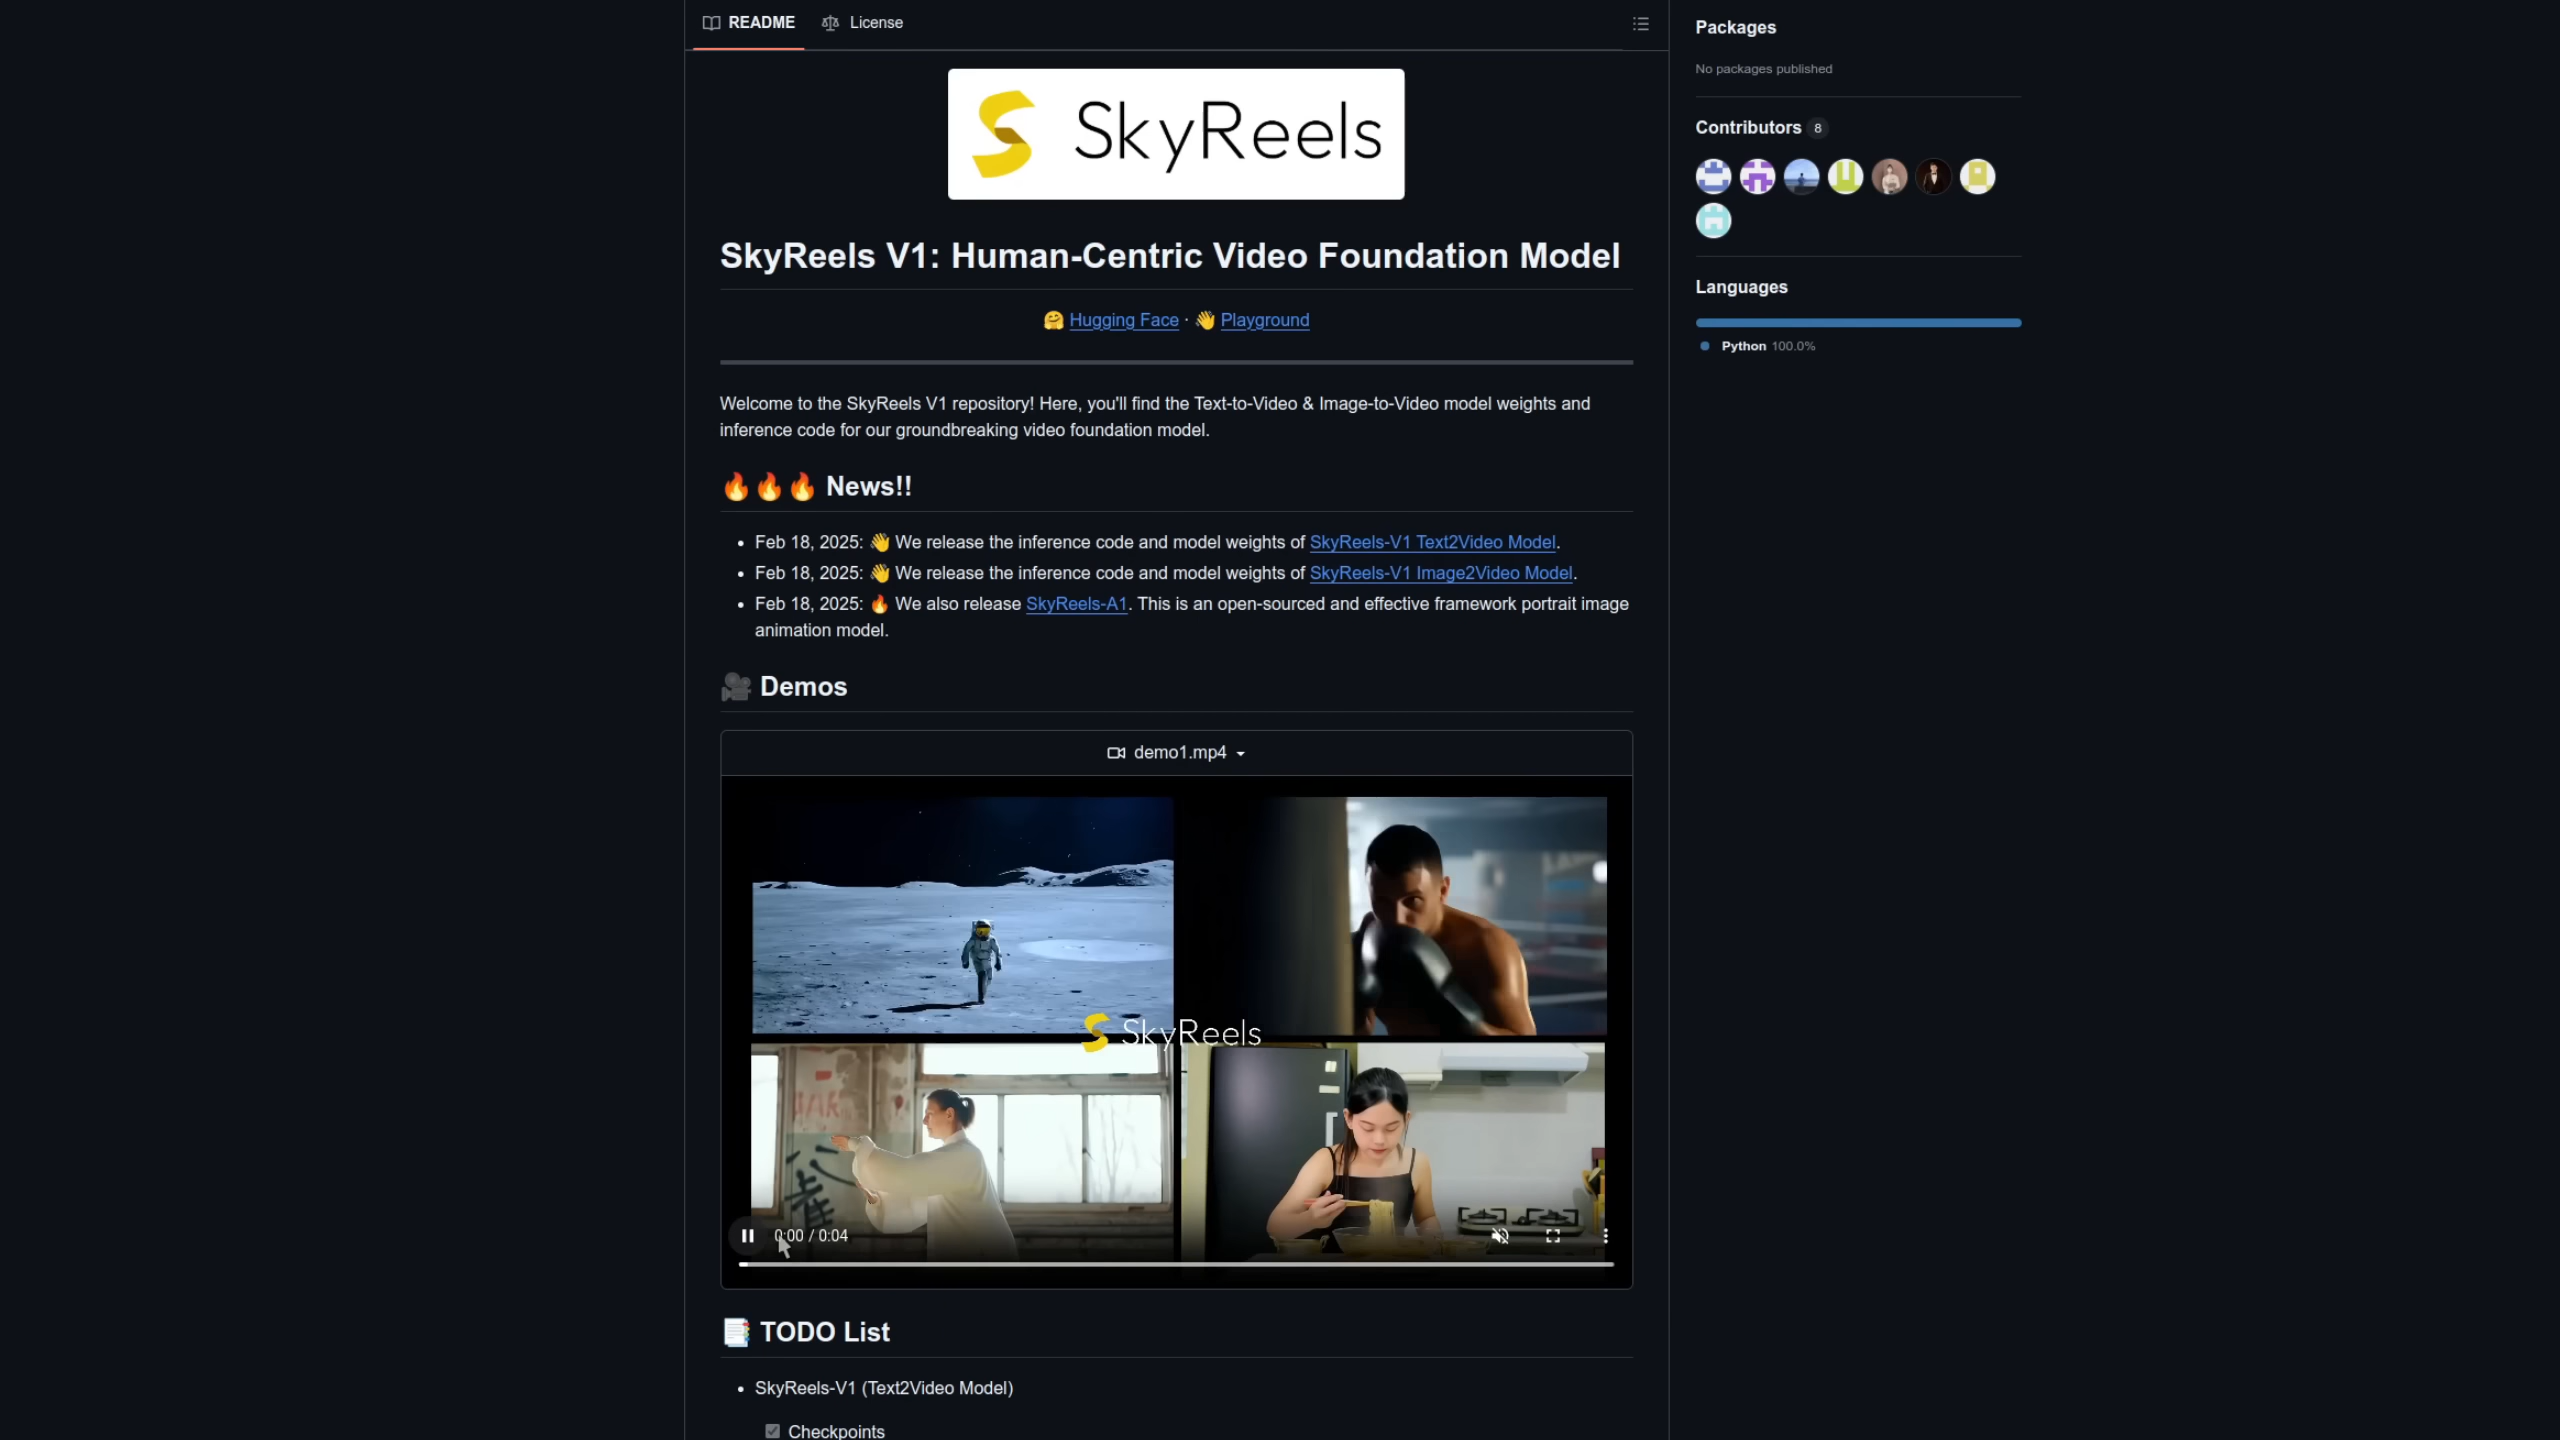 README
License
SkyReels
SkyReels V1: Human-Centric Video Foundation Model
🤗 Hugging Face · 👋 Playground
Welcome to the SkyReels V1 repository! Here, you'll find the Text-to-Video & Image-to-Video model weights and
inference code for our groundbreaking video foundation model.
🔥🔥🔥 News!!
• Feb 18, 2025: 👋 We release the inference code and model weights of SkyReels-V1 Text2Video Model.
• Feb 18, 2025: 👋 We release the inference code and model weights of SkyReels-V1 Image2Video Model.
• Feb 18, 2025: 🔥 We also release SkyReels-A1. This is an open-sourced and effective framework portrait image
animation model.
🎥 Demos
demo1.mp4
SkyReels
0:00 / 0:04
📑 TODO List
• SkyReels-V1 (Text2Video Model)
Checkpoints
Packages
No packages published
Contributors 8
Languages
Python 100.0%